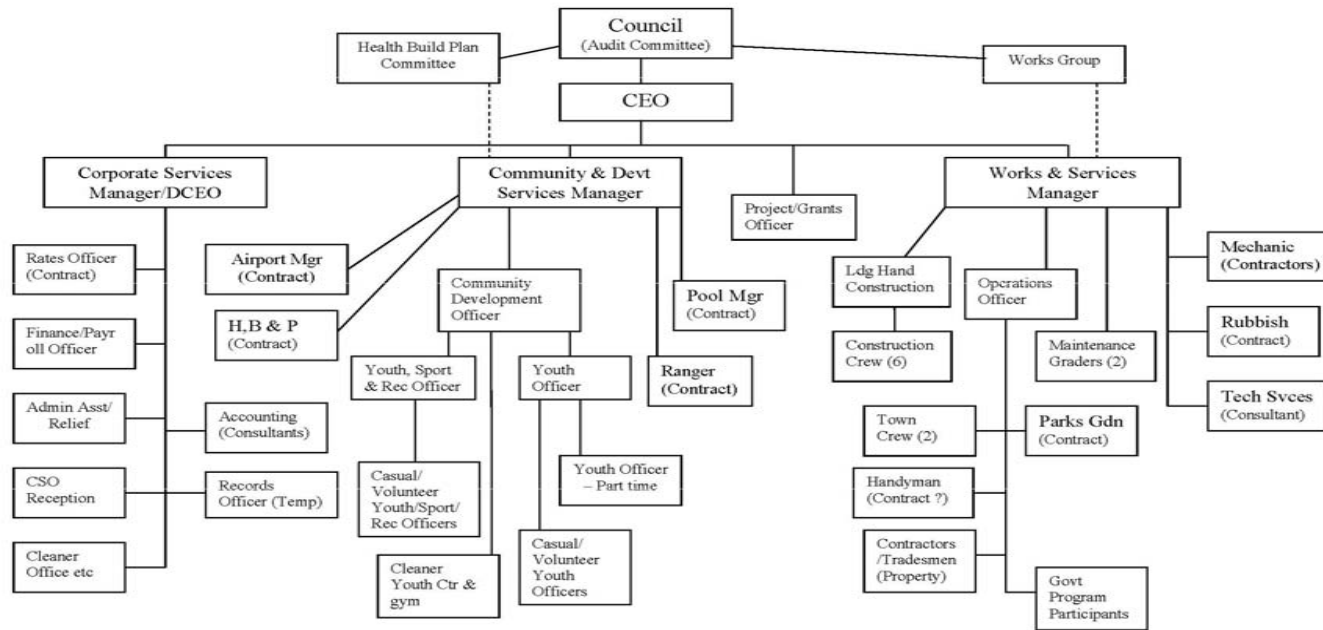 Council
(Audit Committee)
Health Build Plan
Committee
Works Group
CEO
Corporate Services
Manager/DCEO
Community & Devt
Services Manager
Project/Grants
Officer
Works & Services
Manager
Rates Officer
(Contract)
Finance/Payr
oll Officer
Admin Asst/
Relief
Accounting
(Consultants)
CSO
Reception
Records
Officer (Temp)
Cleaner
Office etc
Airport Mgr
(Contract)
H,B & P
(Contract)
Community
Development
Officer
Pool Mgr
(Contract)
Youth, Sport
& Rec Officer
Youth
Officer
Ranger
(Contract)
Casual/
Volunteer
Youth/Sport/
Rec Officers
Youth Officer
– Part time
Cleaner
Youth Ctr &
gym
Casual/
Volunteer
Youth
Officers
Ldg Hand
Construction
Operations
Officer
Mechanic
(Contractors)
Construction
Crew (6)
Maintenance
Graders (2)
Rubbish
(Contract)
Tech Svces
(Consultant)
Town
Crew (2)
Parks Gdn
(Contract)
Handyman
(Contract ?)
Contractors
/Tradesmen
(Property)
Govt
Program
Participants